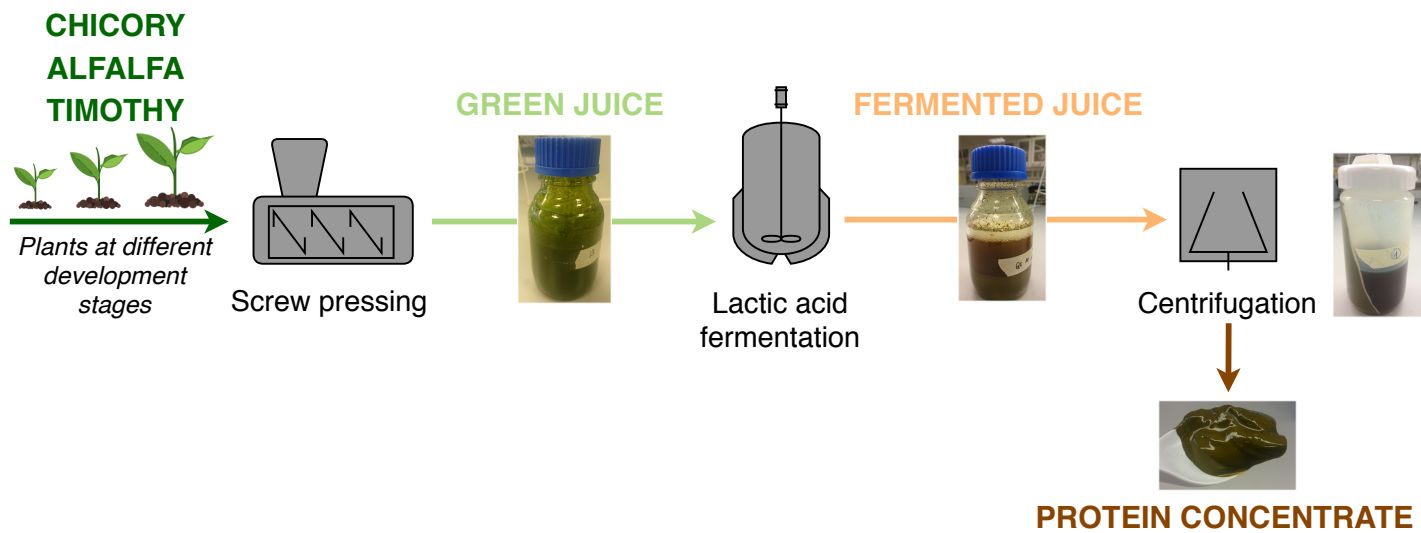 CHICORY
ALFALFA
TIMOTHY
Plants at different
development
stages
Screw pressing
GREEN JUICE
Lactic acid
fermentation
FERMENTED JUICE
Centrifugation
PROTEIN CONCENTRATE